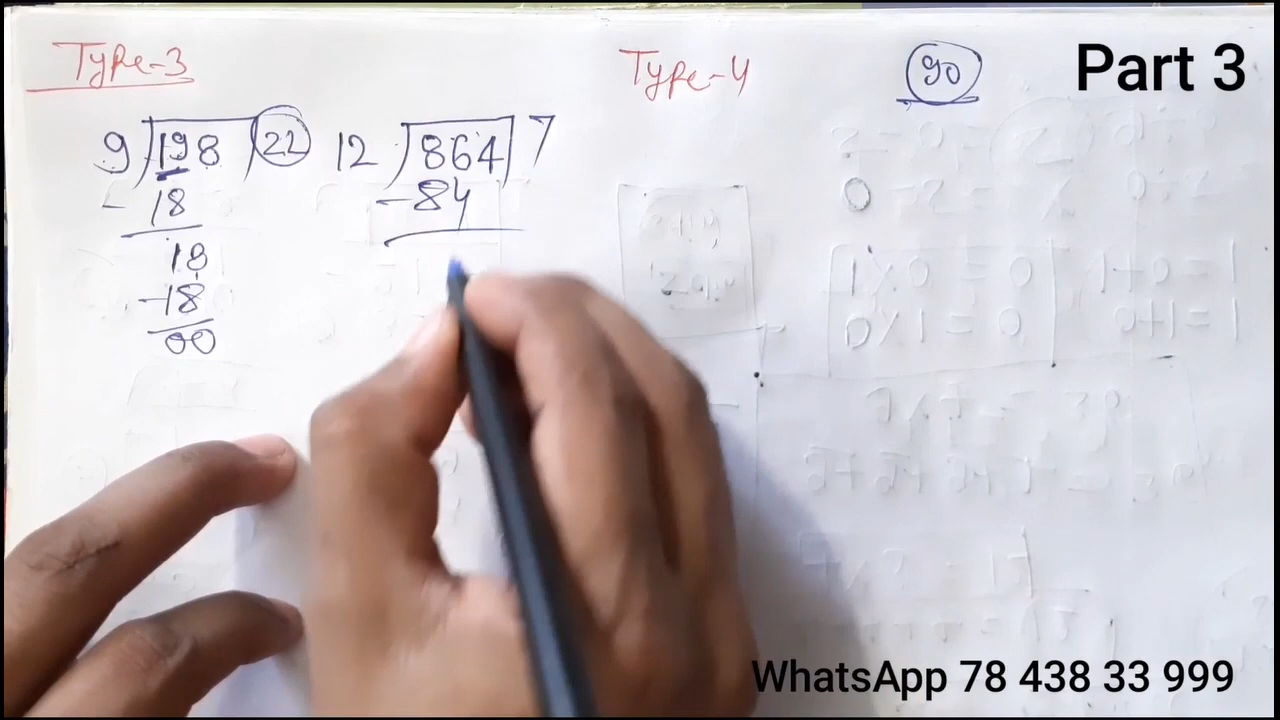 Type-3
Type-4
90
Part 3
9 198 22
12 864 7
- 18
- 84
18
- 18
00
WhatsApp 78 438 33 999